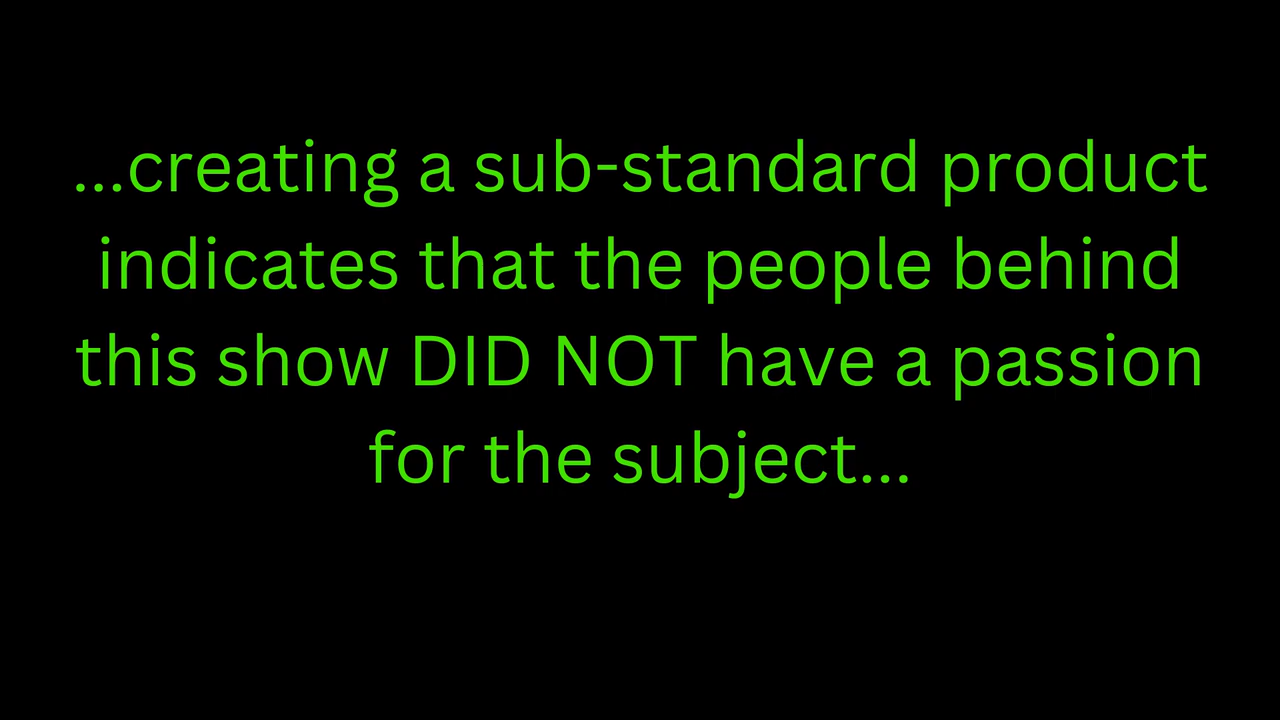 ...creating a sub-standard product
indicates that the people behind
this show DID NOT have a passion
for the subject...